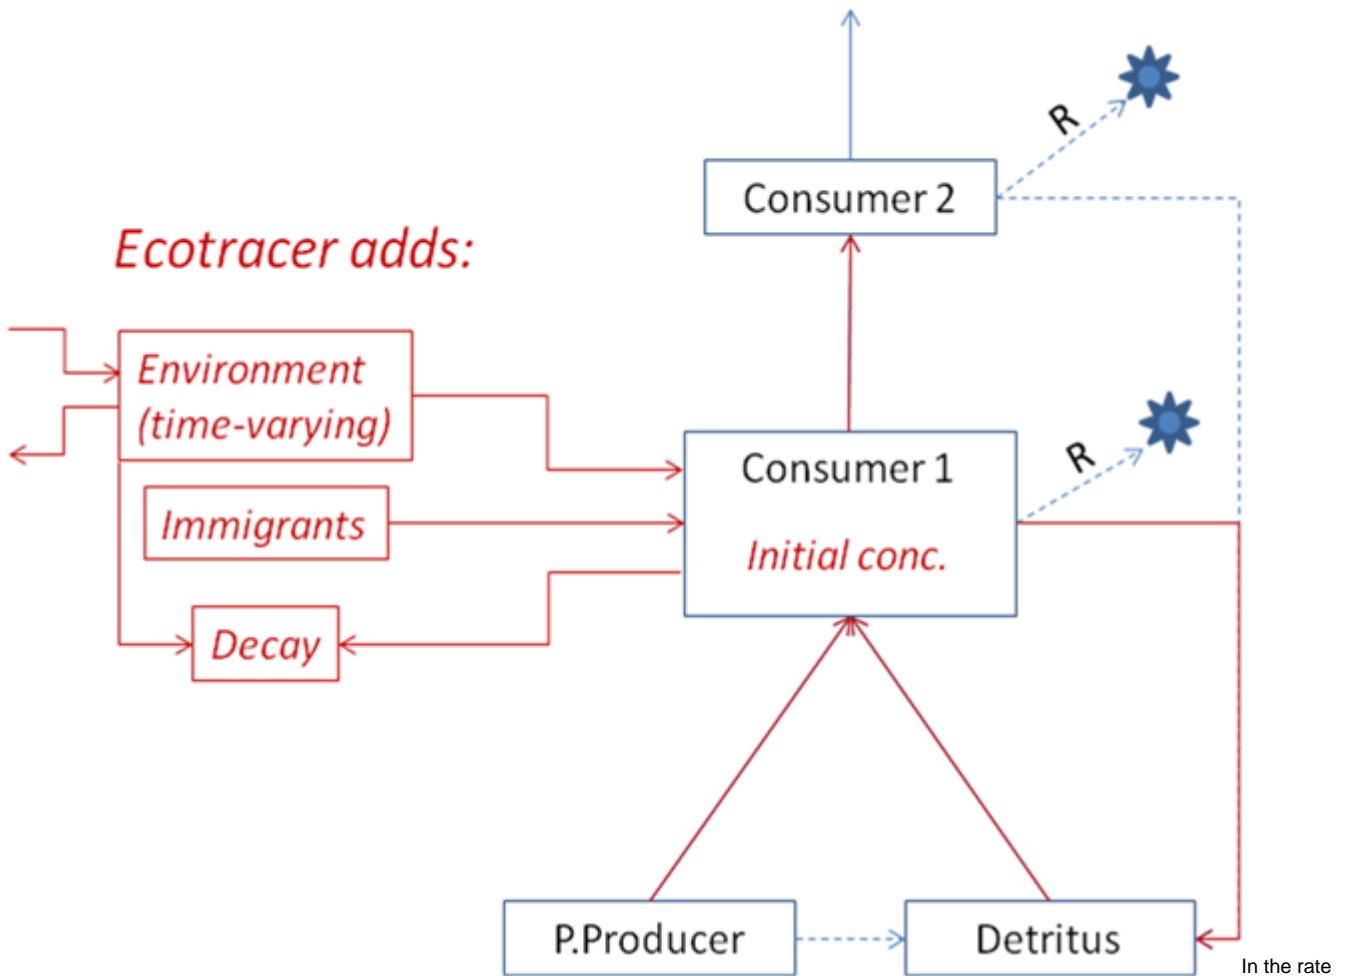 R
Consumer 2
Ecotracer adds:
Environment
(time-varying)
Consumer 1
R
Immigrants
Initial conc.
Decay
P.Producer
Detritus
In the rate